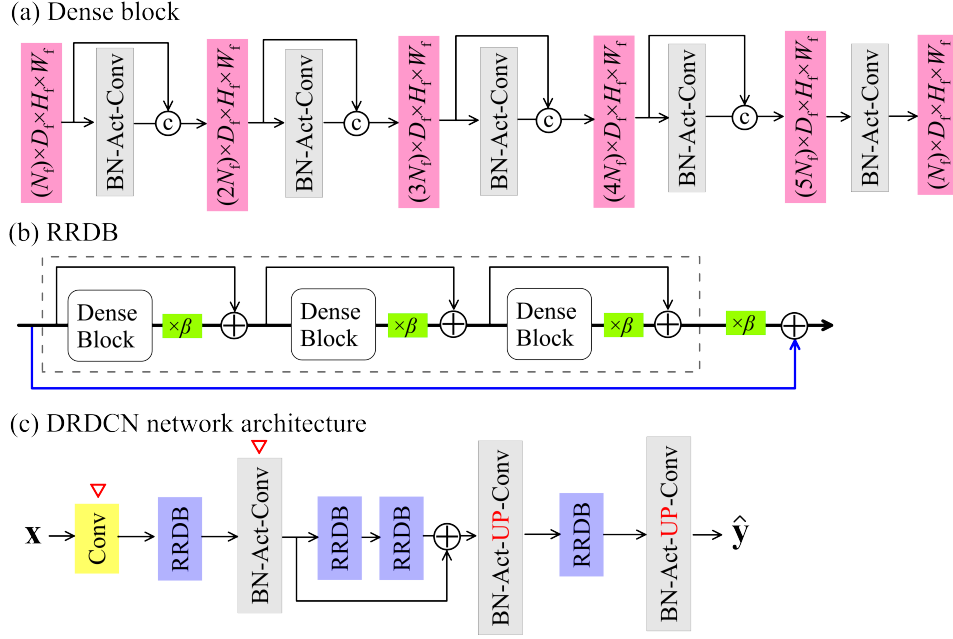 (a) Dense block
(N_f)×D_f×H_f×W_f
BN-Act-Conv
c
(2N_f)×D_f×H_f×W_f
BN-Act-Conv
c
(3N_f)×D_f×H_f×W_f
BN-Act-Conv
c
(4N_f)×D_f×H_f×W_f
BN-Act-Conv
c
(5N_f)×D_f×H_f×W_f
BN-Act-Conv
(N_f)×D_f×H_f×W_f
(b) RRDB
Dense
Block
×β
Dense
Block
×β
Dense
Block
×β
×β
(c) DRDCN network architecture
x
Conv
RRDB
BN-Act-Conv
RRDB
RRDB
BN-Act-UP-Conv
RRDB
BN-Act-UP-Conv
ŷ